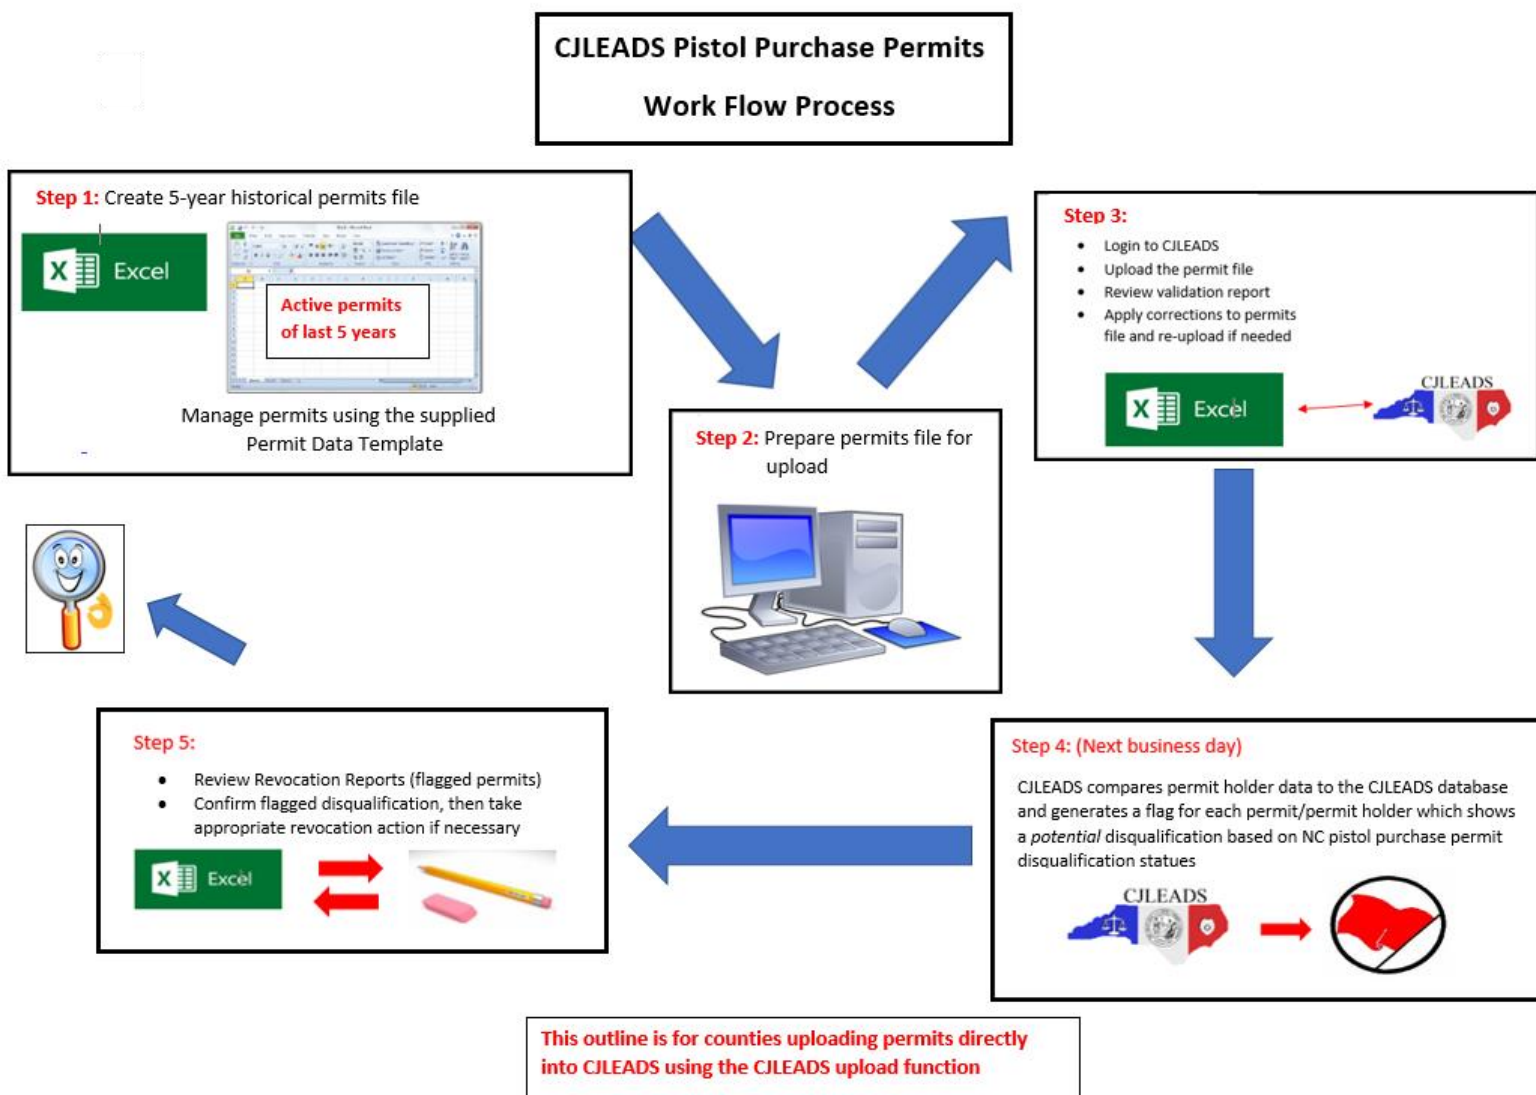 CJLEADS Pistol Purchase Permits
Work Flow Process
Step 1: Create 5-year historical permits file
Excel
Active permits
of last 5 years
Manage permits using the supplied
Permit Data Template
Step 2: Prepare permits file for
upload
Step 3:
• Login to CJLEADS
• Upload the permit file
• Review validation report
• Apply corrections to permits
file and re-upload if needed
Excel
CJLEADS
Step 4: (Next business day)
CJLEADS compares permit holder data to the CJLEADS database
and generates a flag for each permit/permit holder which shows
a potential disqualification based on NC pistol purchase permit
disqualification statues
CJLEADS
Step 5:
• Review Revocation Reports (flagged permits)
• Confirm flagged disqualification, then take
appropriate revocation action if necessary
Excel
This outline is for counties uploading permits directly
into CJLEADS using the CJLEADS upload function